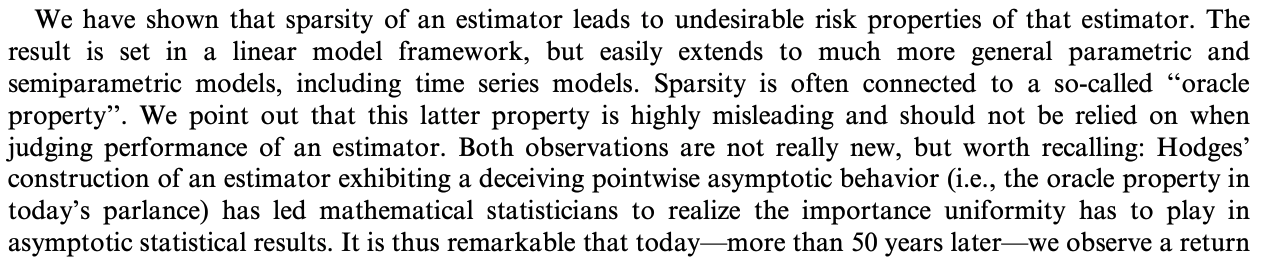 We have shown that sparsity of an estimator leads to undesirable risk properties of that estimator. The
result is set in a linear model framework, but easily extends to much more general parametric and
semiparametric models, including time series models. Sparsity is often connected to a so-called “oracle
property”. We point out that this latter property is highly misleading and should not be relied on when
judging performance of an estimator. Both observations are not really new, but worth recalling: Hodges’
construction of an estimator exhibiting a deceiving pointwise asymptotic behavior (i.e., the oracle property in
today’s parlance) has led mathematical statisticians to realize the importance uniformity has to play in
asymptotic statistical results. It is thus remarkable that today—more than 50 years later—we observe a return